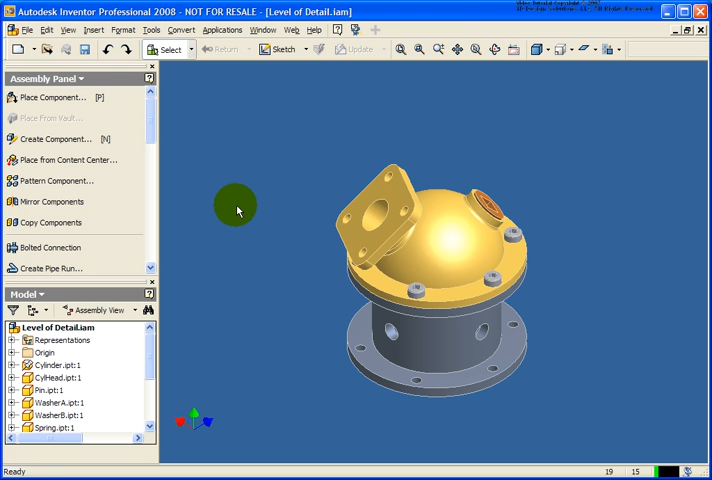 Autodesk Inventor Professional 2008 - NOT FOR RESALE - [Level of Detail.iam]
File Edit View Insert Format Tools Convert Applications Window Web Help
Select Return Sketch Update
Assembly Panel
Place Component... [P]
Place From Vault...
Create Component... [N]
Place from Content Center...
Pattern Component...
Mirror Components
Copy Components
Bolted Connection
Create Pipe Run...
Model
Assembly View
Level of Detail.iam
Representations
Origin
Cylinder.ipt:1
CylHead.ipt:1
Pin.ipt:1
WasherA.ipt:1
WasherB.ipt:1
Spring.ipt:1
Ready 19 15